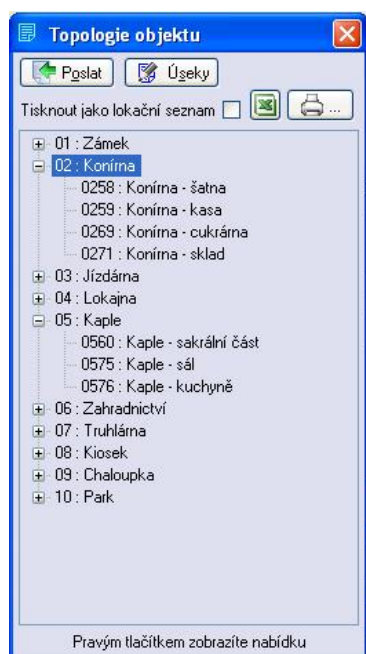 Topologie objektu
Poslat Úseky
Tisknout jako lokační seznam ...
01 : Zámek
02 : Konírna
0258 : Konírna - šatna
0259 : Konírna - kasa
0269 : Konírna - cukrárna
0271 : Konírna - sklad
03 : Jízdárna
04 : Lokajna
05 : Kaple
0560 : Kaple - sakrální část
0575 : Kaple - sál
0576 : Kaple - kuchyně
06 : Zahradnictví
07 : Truhlárna
08 : Kiosek
09 : Chaloupka
10 : Park
Pravým tlačítkem zobrazíte nabídku